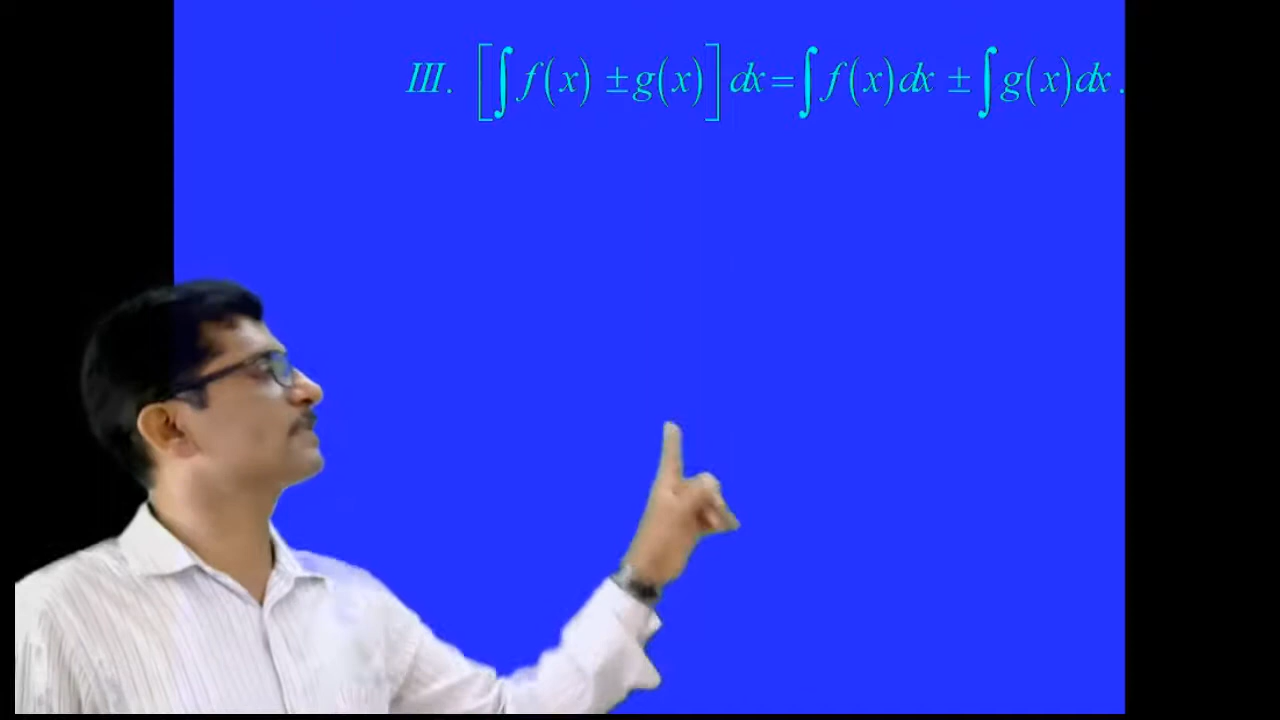 III. [∫f(x) ±g(x)] dx=∫f(x)dx ±∫g(x)dx.